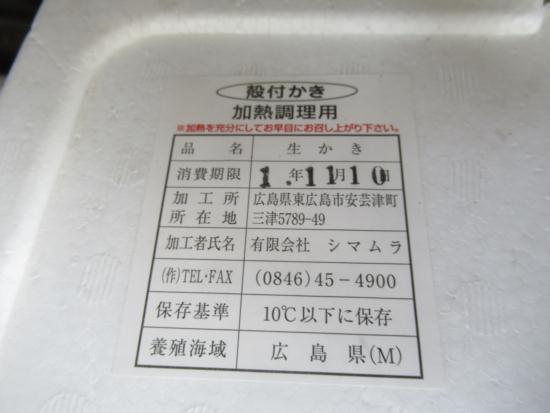 殻付かき
加熱調理用
※加熱を充分にしてお早目にお召し上がり下さい。
品名 生かき
消費期限 1.年11月10日
加工所 広島県東広島市安芸津町
所在地 三津5789-49
加工者氏名 有限会社 シマムラ
(作)TEL・FAX (0846)45-4900
保存基準 10℃以下に保存
養殖海域 広島県(M)